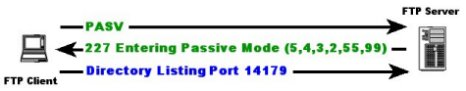 FTP Server
PASV
227 Entering Passive Mode (5,4,3,2,55,99)
Directory Listing Port 14179
FTP Client